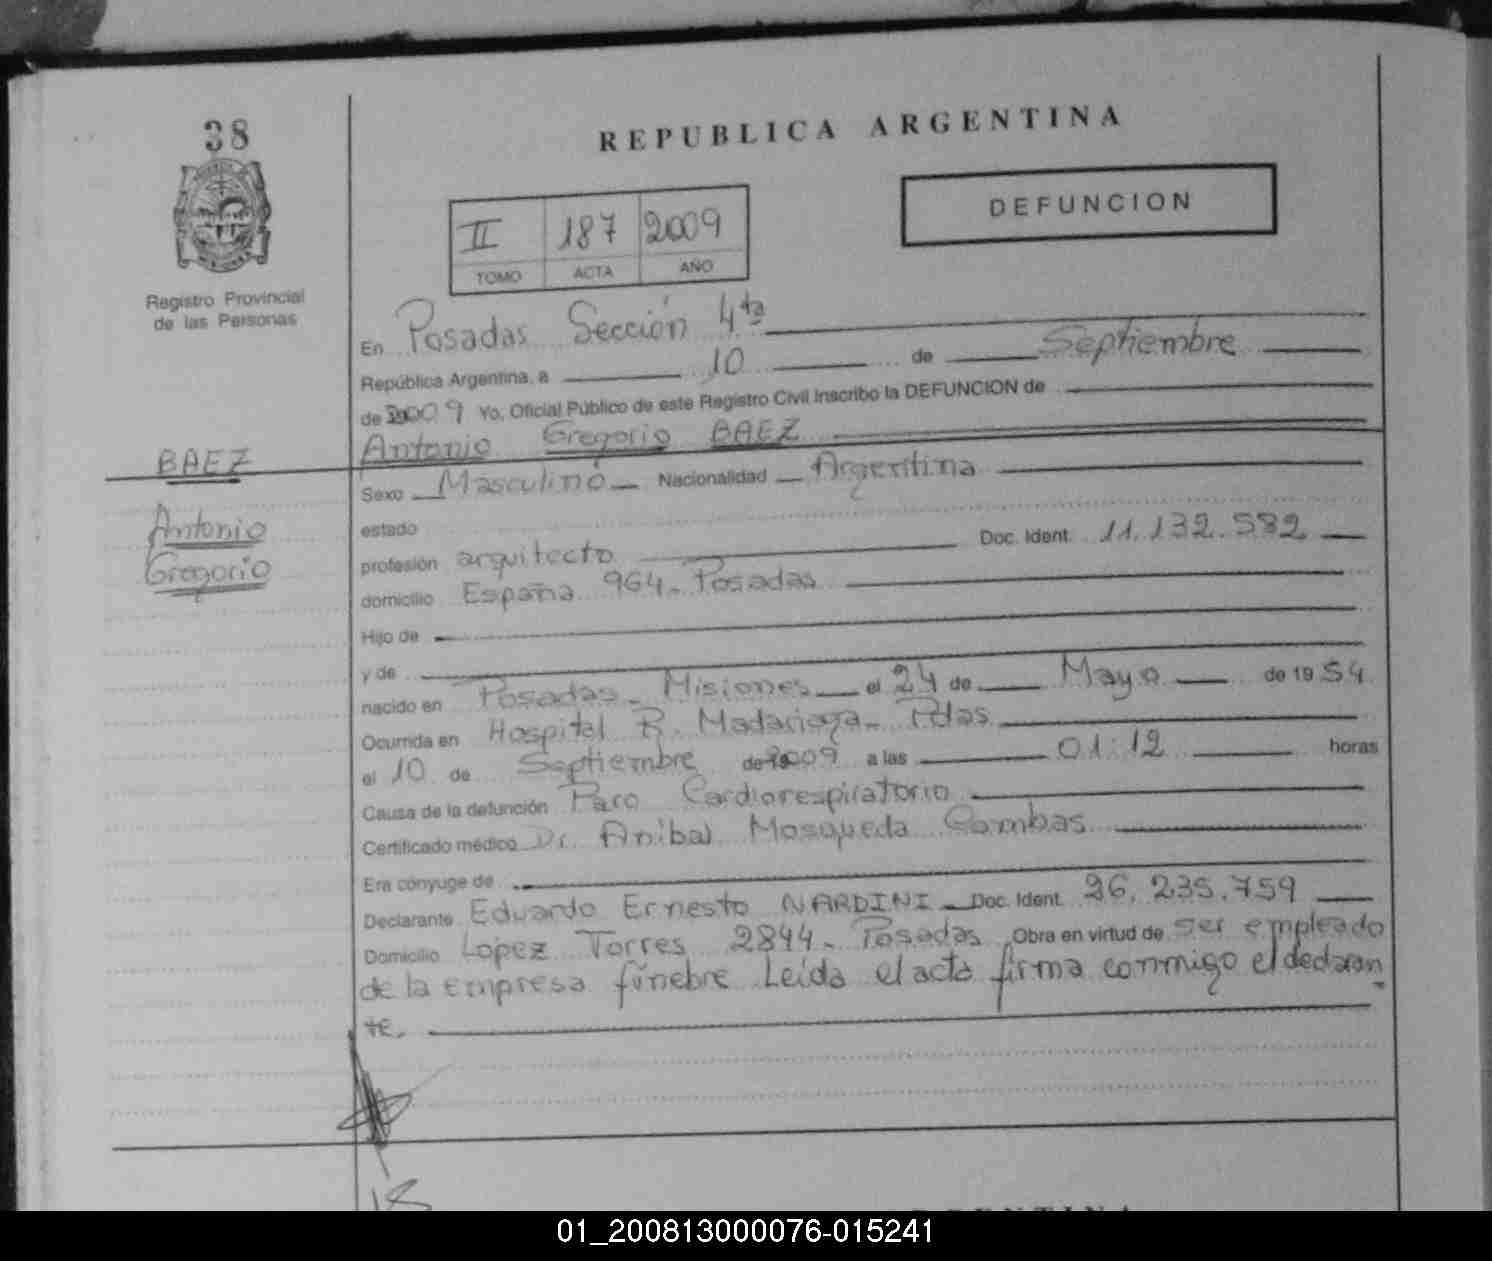 38
REPUBLICA ARGENTINA
DEFUNCION
II 187 2009
TOMO ACTA AÑO
Registro Provincial
de las Personas
En Posadas Sección 4ta
República Argentina, a 10 de Septiembre
de 2009 Yo, Oficial Público de este Registro Civil inscribo la DEFUNCION de
Antonio Gregorio BAEZ
BAEZ
Antonio
Gregorio
Sexo Masculino Nacionalidad Argentina
estado
profesión arquitecto Doc. Ident. 11.132.582
domicilio España 964 - Posadas
Hijo de
y de
nacido en Posadas - Misiones el 24 de Mayo de 1954
Ocurrida en Hospital R. Madariaga - Pdas
el 10 de Septiembre de 2009 a las 01:12 horas
Causa de la defunción Paro Cardiorespiratorio
Certificado médico Dr. Anibal Mosqueda
Era cónyuge de
Declarante Eduardo Ernesto NARDINI Doc. Ident. 26.235.759
Domicilio Lopez Torres 2844 - Posadas Obra en virtud de ser empleado
de la empresa fúnebre Leida el acta firma conmigo el declaran
te.
01_200813000076-015241